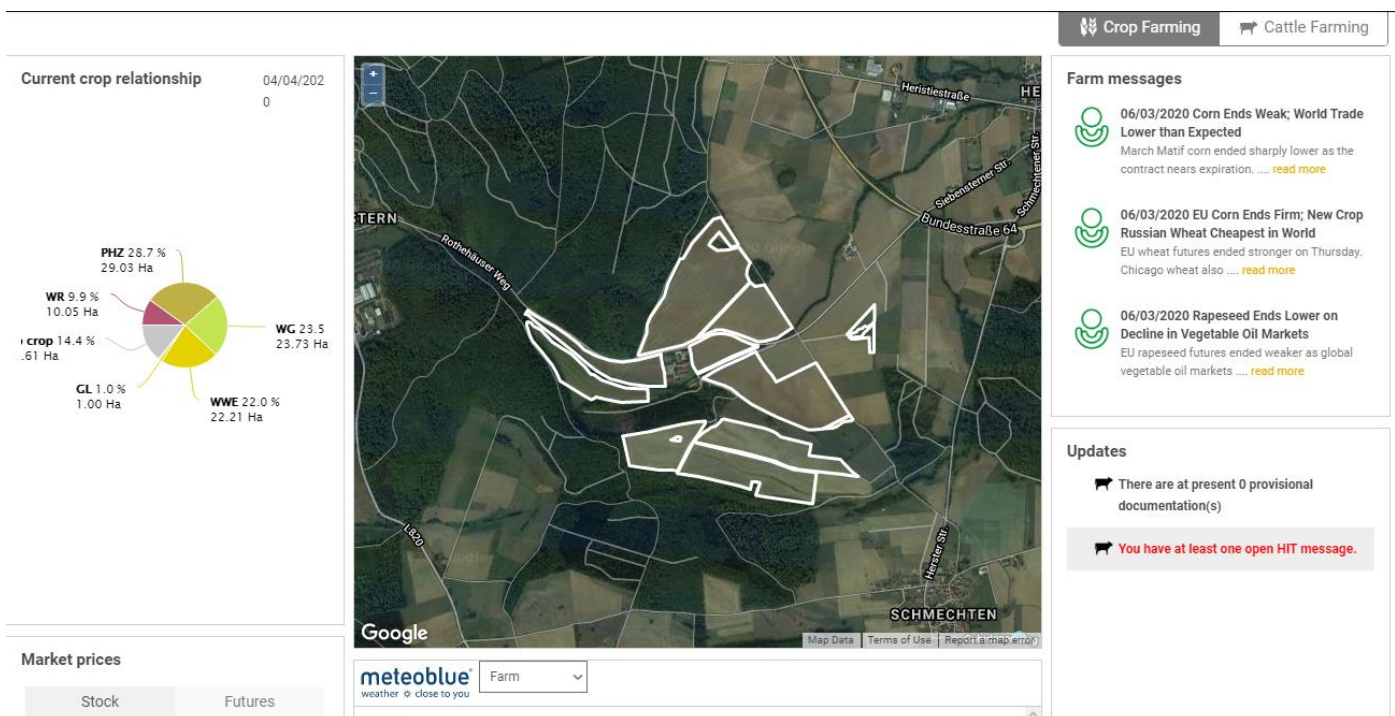 Crop Farming
Cattle Farming
Current crop relationship
04/04/202
0
PHZ 28.7 %
29.03 Ha
WR 9.9 %
10.05 Ha
crop 14.4 %
.61 Ha
GL 1.0 %
1.00 Ha
WWE 22.0 %
22.21 Ha
WG 23.5
23.73 Ha
+
−
Heristiestraße
HE
Schmechtener Str.
Siebensterner Str.
Bundesstraße 64
TERN
Rothehäuser Weg
L820
Herster Str.
SCHMECHTEN
Google
Map Data
Terms of Use
Report a map error
Farm messages
06/03/2020 Corn Ends Weak; World Trade
Lower than Expected
March Matif corn ended sharply lower as the
contract nears expiration. .... read more
06/03/2020 EU Corn Ends Firm; New Crop
Russian Wheat Cheapest in World
EU wheat futures ended stronger on Thursday.
Chicago wheat also .... read more
06/03/2020 Rapeseed Ends Lower on
Decline in Vegetable Oil Markets
EU rapeseed futures ended weaker as global
vegetable oil markets .... read more
Updates
There are at present 0 provisional
documentation(s)
You have at least one open HIT message.
Market prices
Stock
Futures
meteoblue
weather close to you
Farm